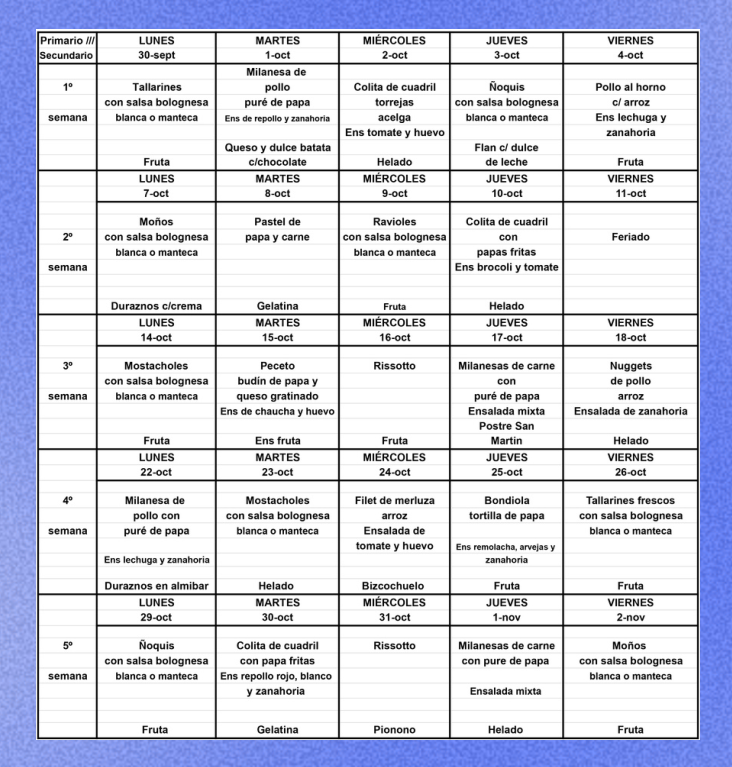 Primario /// LUNES MARTES MIÉRCOLES JUEVES VIERNES
Secundario 30-sept 1-oct 2-oct 3-oct 4-oct
Milanesa de
1º Tallarines pollo Colita de cuadril Ñoquis Pollo al horno
con salsa bolognesa puré de papa torrejas con salsa bolognesa c/ arroz
semana blanca o manteca Ens de repollo y zanahoria acelga blanca o manteca Ens lechuga y
Ens tomate y huevo zanahoria
Queso y dulce batata Flan c/ dulce
Fruta c/chocolate Helado de leche Fruta
LUNES MARTES MIÉRCOLES JUEVES VIERNES
7-oct 8-oct 9-oct 10-oct 11-oct
Moños Pastel de Ravioles Colita de cuadril
2º con salsa bolognesa papa y carne con salsa bolognesa con Feriado
blanca o manteca blanca o manteca papas fritas
semana Ens brocoli y tomate
Duraznos c/crema Gelatina Fruta Helado
LUNES MARTES MIÉRCOLES JUEVES VIERNES
14-oct 15-oct 16-oct 17-oct 18-oct
3º Mostacholes Peceto Rissotto Milanesas de carne Nuggets
con salsa bolognesa budín de papa y con de pollo
semana blanca o manteca queso gratinado puré de papa arroz
Ens de chaucha y huevo Ensalada mixta Ensalada de zanahoria
Postre San
Fruta Ens fruta Fruta Martin Helado
LUNES MARTES MIÉRCOLES JUEVES VIERNES
22-oct 23-oct 24-oct 25-oct 26-oct
4º Milanesa de Mostacholes Filet de merluza Bondiola Tallarines frescos
pollo con con salsa bolognesa arroz tortilla de papa con salsa bolognesa
semana puré de papa blanca o manteca Ensalada de blanca o manteca
tomate y huevo Ens remolacha, arvejas y
Ens lechuga y zanahoria zanahoria
Duraznos en almibar Helado Bizcochuelo Fruta Fruta
LUNES MARTES MIÉRCOLES JUEVES VIERNES
29-oct 30-oct 31-oct 1-nov 2-nov
5º Ñoquis Colita de cuadril Rissotto Milanesas de carne Moños
con salsa bolognesa con papa fritas con pure de papa con salsa bolognesa
semana blanca o manteca Ens repollo rojo, blanco blanca o manteca
y zanahoria Ensalada mixta
Fruta Gelatina Pionono Helado Fruta